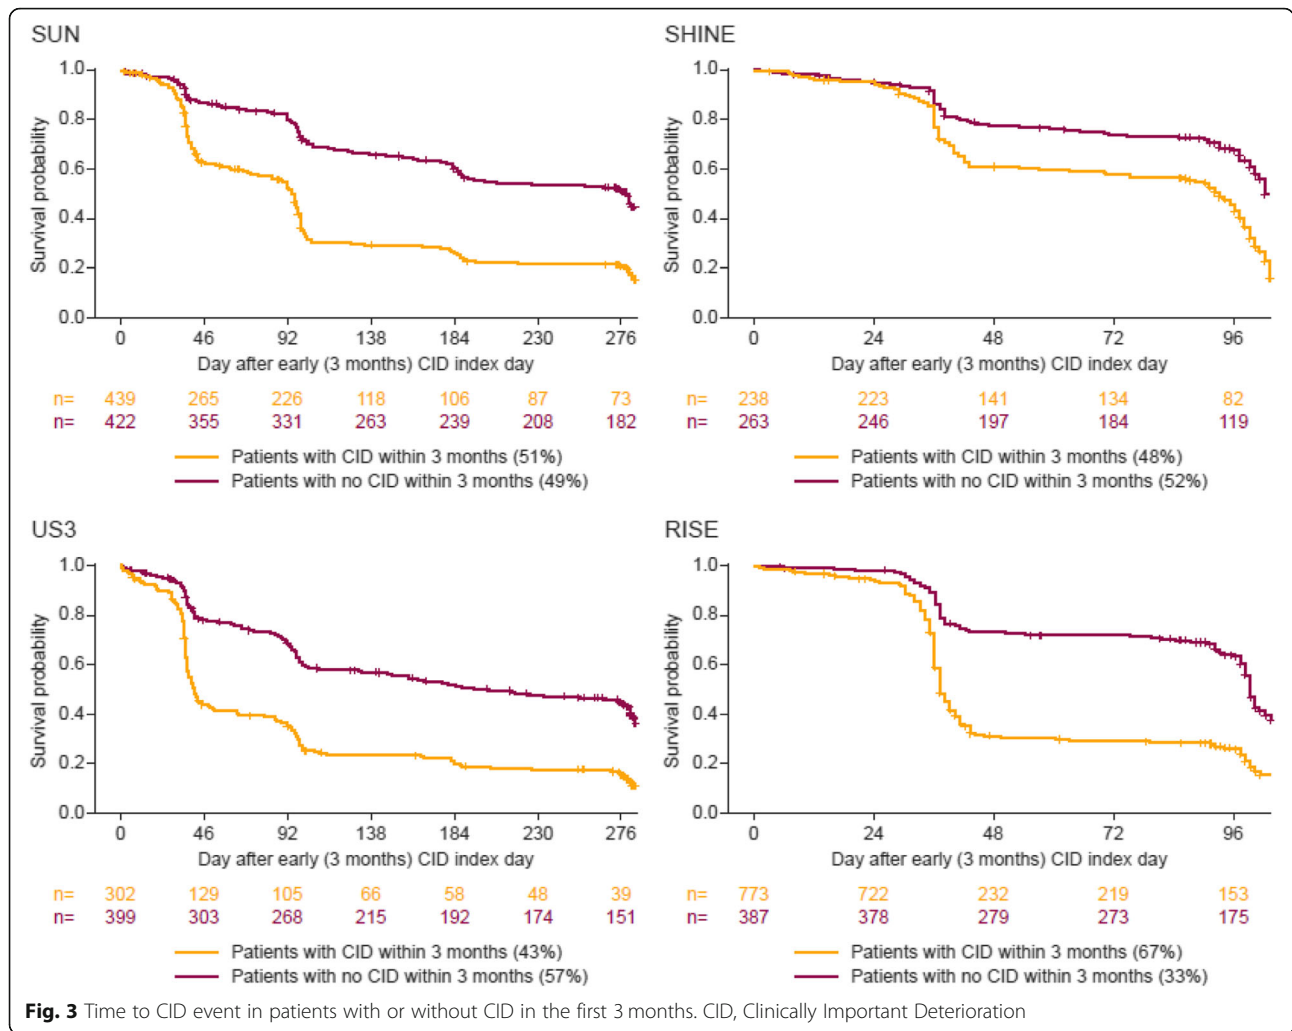 SUN
Survival probability
1.0
0.8
0.6
0.4
0.2
0.0
0 46 92 138 184 230 276
Day after early (3 months) CID index day
n= 439 265 226 118 106 87 73
n= 422 355 331 263 239 208 182
Patients with CID within 3 months (51%)
Patients with no CID within 3 months (49%)
SHINE
Survival probability
1.0
0.8
0.6
0.4
0.2
0.0
0 24 48 72 96
Day after early (3 months) CID index day
n= 238 223 141 134 82
n= 263 246 197 184 119
Patients with CID within 3 months (48%)
Patients with no CID within 3 months (52%)
US3
Survival probability
1.0
0.8
0.6
0.4
0.2
0.0
0 46 92 138 184 230 276
Day after early (3 months) CID index day
n= 302 129 105 66 58 48 39
n= 399 303 268 215 192 174 151
Patients with CID within 3 months (43%)
Patients with no CID within 3 months (57%)
RISE
Survival probability
1.0
0.8
0.6
0.4
0.2
0.0
0 24 48 72 96
Day after early (3 months) CID index day
n= 773 722 232 219 153
n= 387 378 279 273 175
Patients with CID within 3 months (67%)
Patients with no CID within 3 months (33%)
Fig. 3 Time to CID event in patients with or without CID in the first 3 months. CID, Clinically Important Deterioration